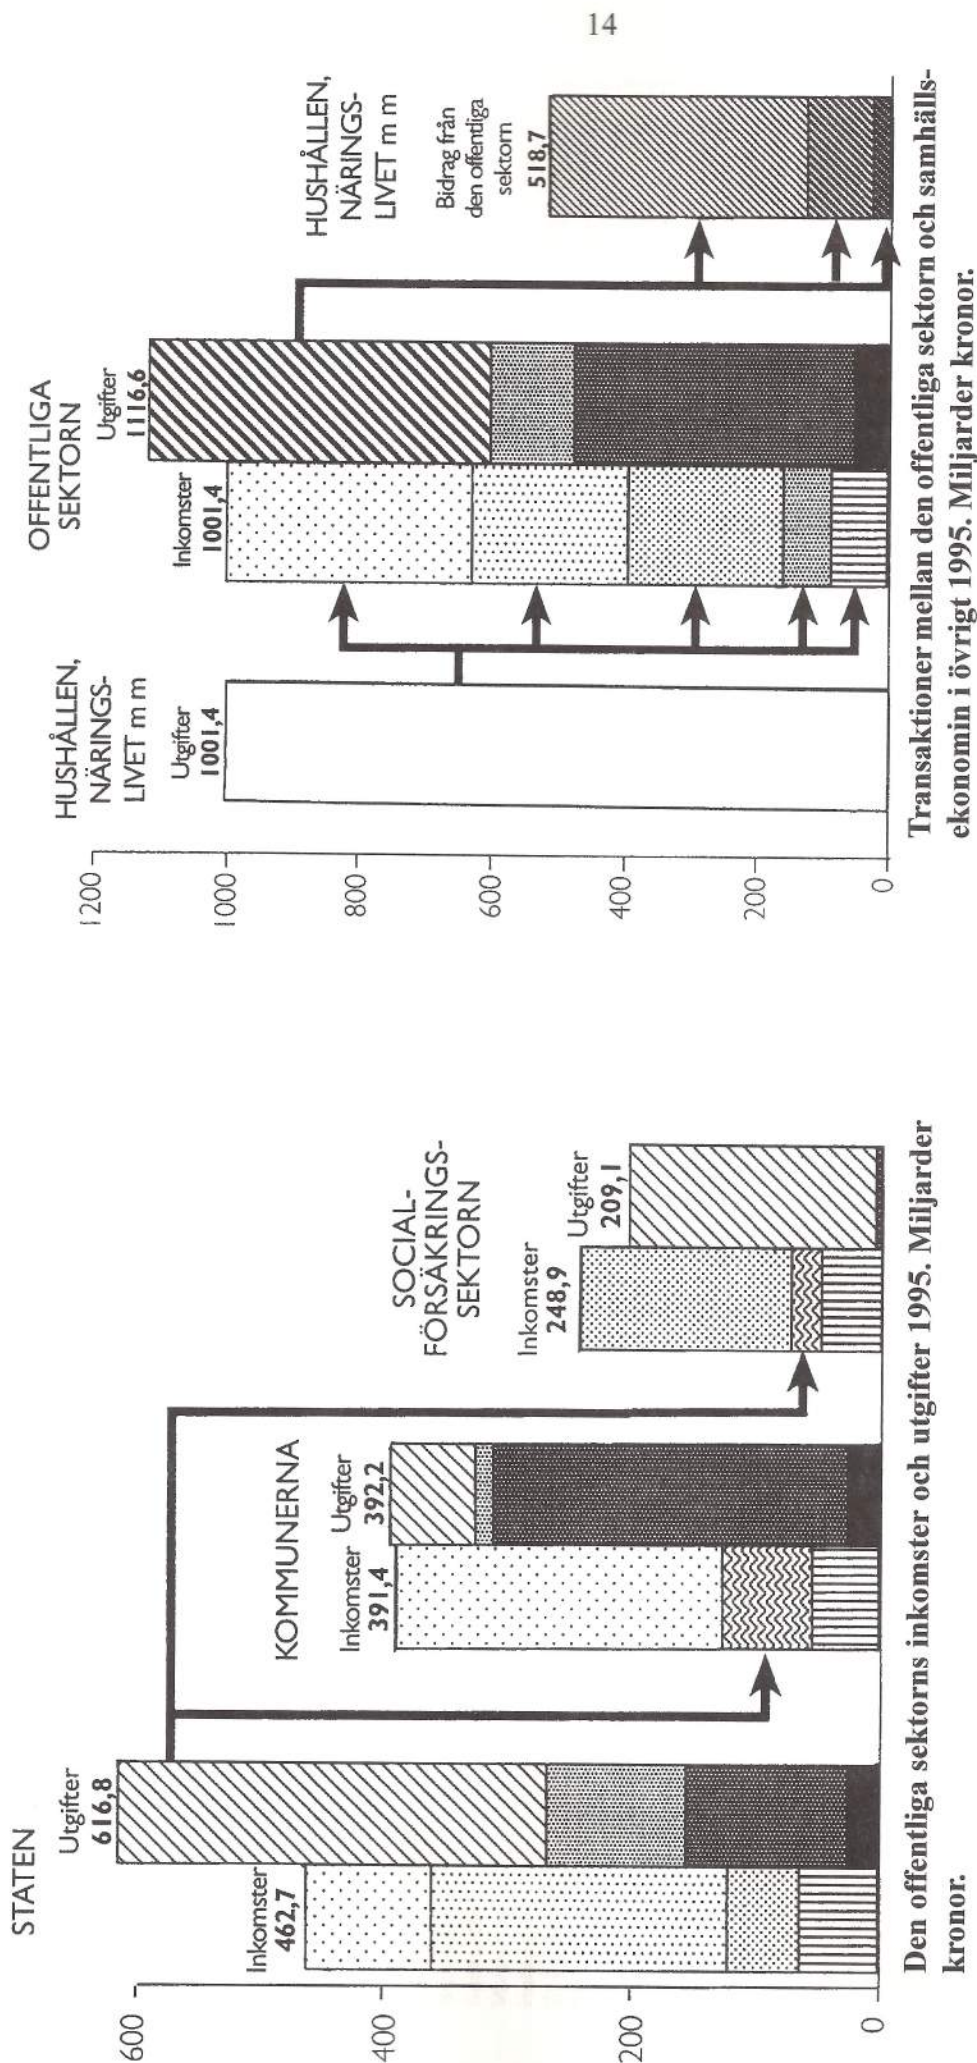 14
STATEN
Utgifter
616,8
Inkomster
462,7
KOMMUNERNA
Inkomster
391,4
Utgifter
392,2
SOCIAL-
FÖRSÄKRINGS-
SEKTORN
Inkomster
248,9
Utgifter
209,1
600
400
200
0
Den offentliga sektorns inkomster och utgifter 1995. Miljarder
kronor.
HUSHÅLLEN,
NÄRINGS-
LIVET m m
Utgifter
1001,4
OFFENTLIGA
SEKTORN
Inkomster
1001,4
Utgifter
1116,6
HUSHÅLLEN,
NÄRINGS-
LIVET m m
Bidrag från
den offentliga
sektorn
518,7
1200
1000
800
600
400
200
0
Transaktioner mellan den offentliga sektorn och samhälls-
ekonomin i övrigt 1995. Miljarder kronor.